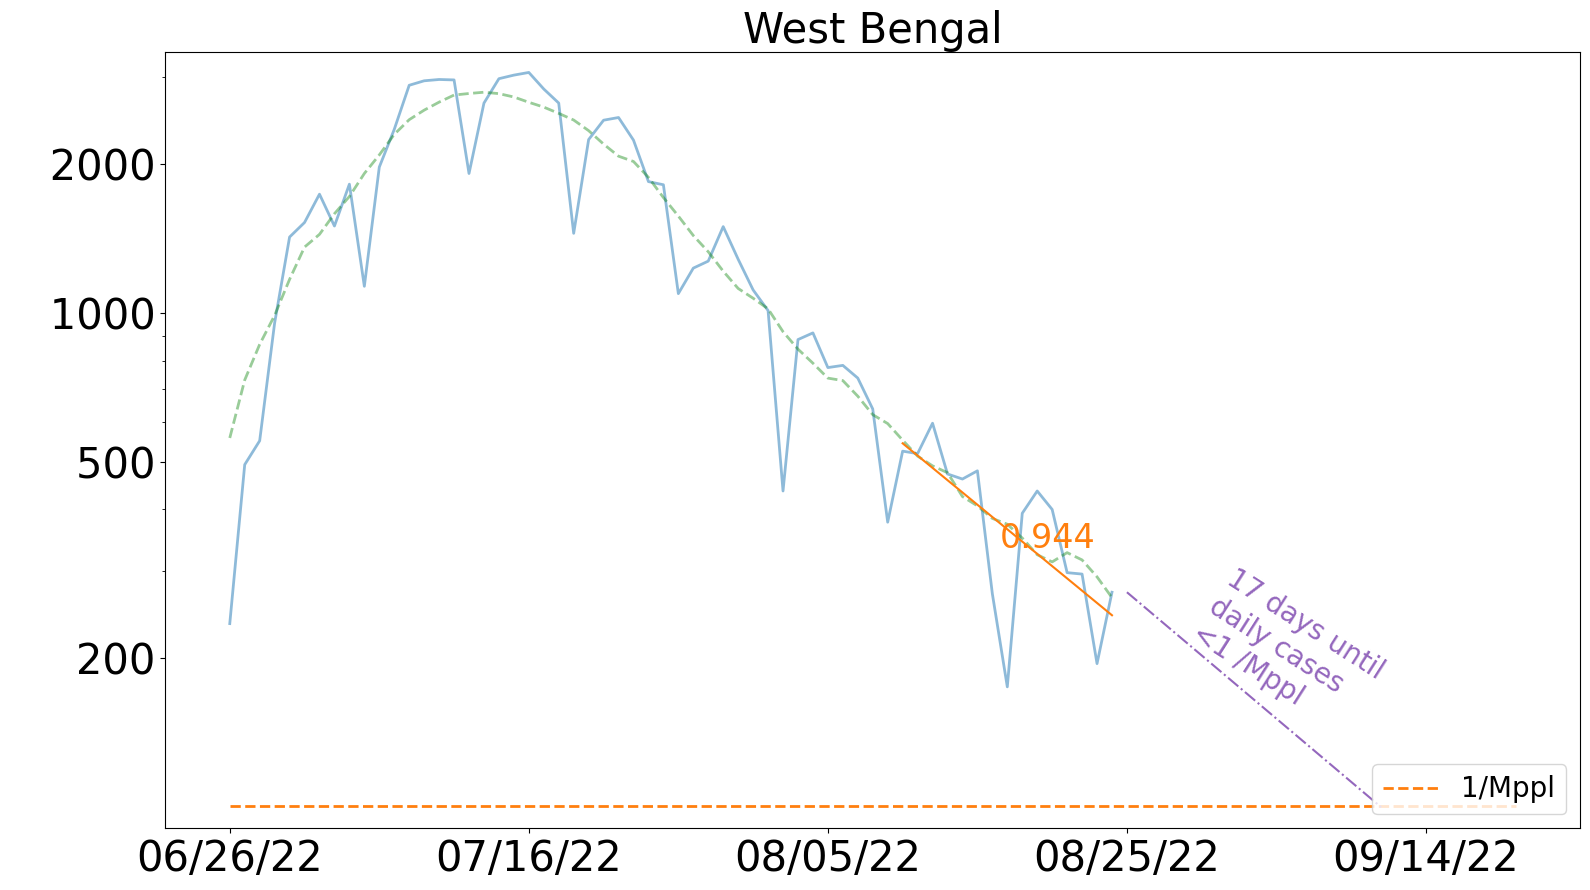 West Bengal
2000
1000
500
200
0.944
17 days until
daily cases
<1 /Mppl
1/Mppl
06/26/22
07/16/22
08/05/22
08/25/22
09/14/22